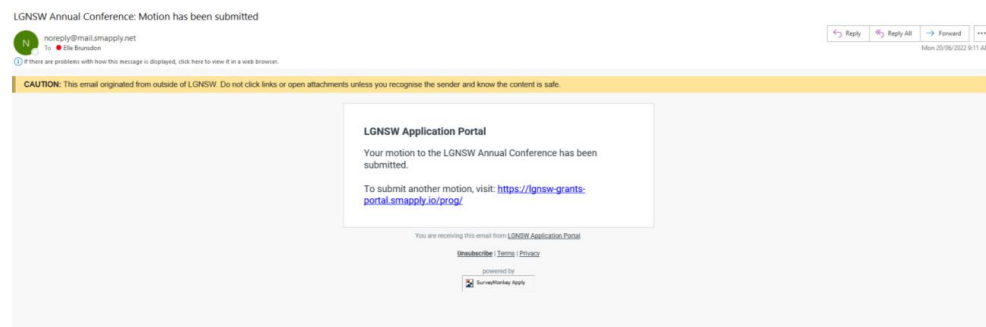 LGNSW Annual Conference: Motion has been submitted
N
noreply@mail.smapply.net
To Elle Brunsdon
If there are problems with how this message is displayed, click here to view it in a web browser.
Reply
Reply All
Forward
Mon 20/06/2022 9:11 AM
CAUTION: This email originated from outside of LGNSW. Do not click links or open attachments unless you recognise the sender and know the content is safe.
LGNSW Application Portal
Your motion to the LGNSW Annual Conference has been
submitted.
To submit another motion, visit: https://lgnsw-grants-
portal.smapply.io/prog/
You are receiving this email from LGNSW Application Portal.
Unsubscribe | Terms | Privacy
powered by
SurveyMonkey Apply